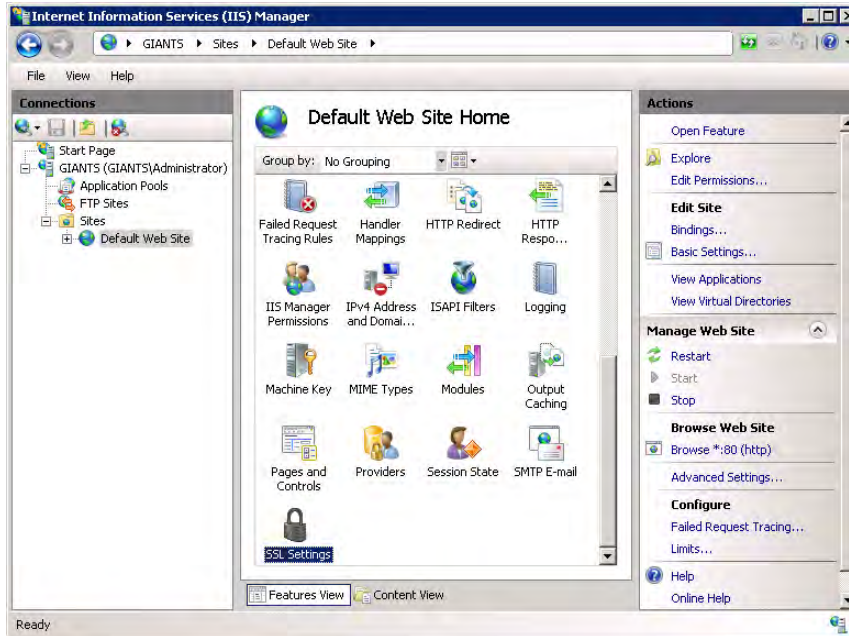 Internet Information Services (IIS) Manager
GIANTS
Sites
Default Web Site
File
View
Help
Connections
Start Page
GIANTS (GIANTS\Administrator)
Application Pools
FTP Sites
Sites
Default Web Site
Default Web Site Home
Group by: No Grouping
Failed Request
Tracing Rules
Handler
Mappings
HTTP Redirect
HTTP
Respo...
IIS Manager
Permissions
IPv4 Address
and Domai...
ISAPI Filters
Logging
Machine Key
MIME Types
Modules
Output
Caching
Pages and
Controls
Providers
Session State
SMTP E-mail
SSL Settings
Features View
Content View
Actions
Open Feature
Explore
Edit Permissions...
Edit Site
Bindings...
Basic Settings...
View Applications
View Virtual Directories
Manage Web Site
Restart
Start
Stop
Browse Web Site
Browse *:80 (http)
Advanced Settings...
Configure
Failed Request Tracing...
Limits...
Help
Online Help
Ready